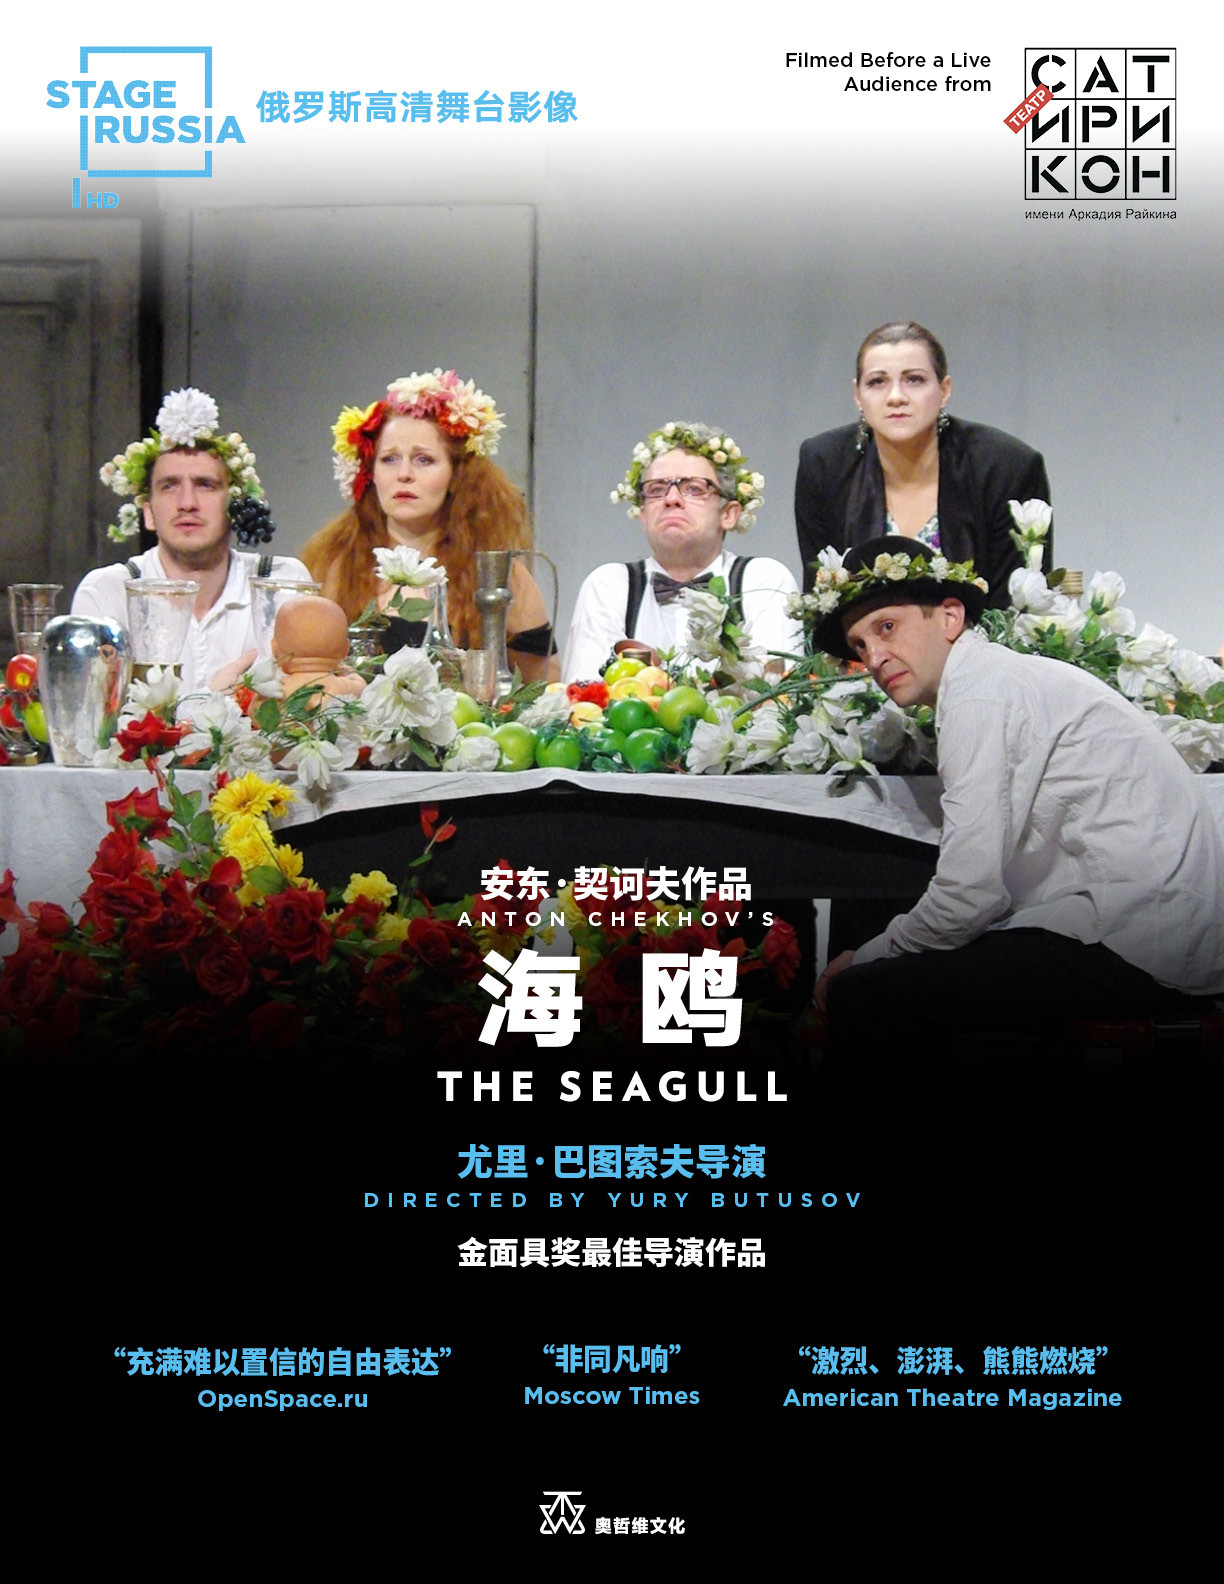 STAGE
RUSSIA
HD
俄罗斯高清舞台影像
Filmed Before a Live
Audience from
САТ
ТЕАТР
ИРИ
КОН
имени Аркадия Райкина
安东·契诃夫作品
ANTON CHEKHOV’S
海 鸥
THE SEAGULL
尤里·巴图索夫导演
DIRECTED BY YURY BUTUSOV
金面具奖最佳导演作品
“充满难以置信的自由表达”
OpenSpace.ru
“非同凡响”
Moscow Times
“激烈、澎湃、熊熊燃烧”
American Theatre Magazine
奥哲维文化